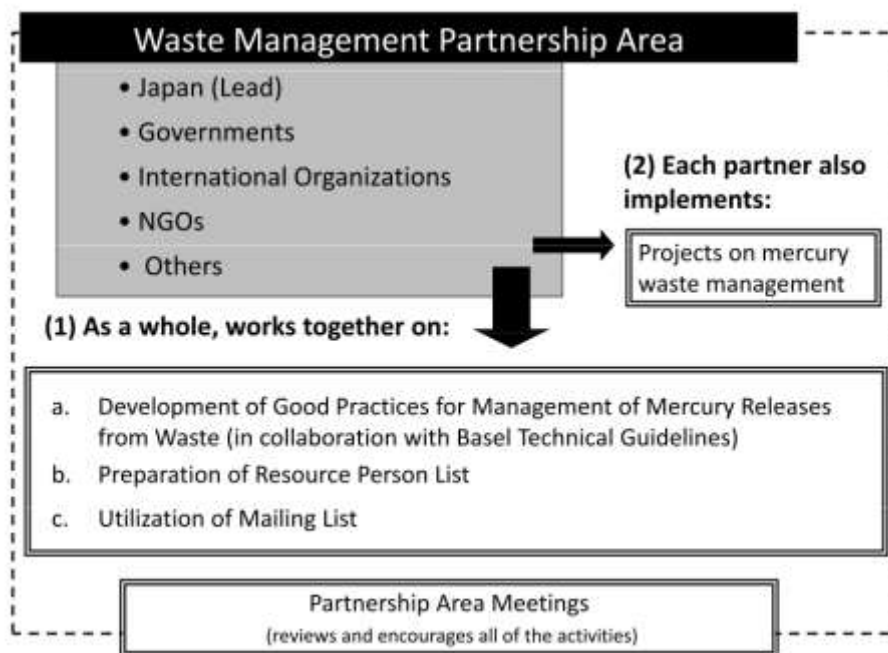 Waste Management Partnership Area
• Japan (Lead)
• Governments
• International Organizations
• NGOs
• Others
(2) Each partner also
implements:
Projects on mercury
waste management
(1) As a whole, works together on:
a. Development of Good Practices for Management of Mercury Releases
from Waste (in collaboration with Basel Technical Guidelines)
b. Preparation of Resource Person List
c. Utilization of Mailing List
Partnership Area Meetings
(reviews and encourages all of the activities)